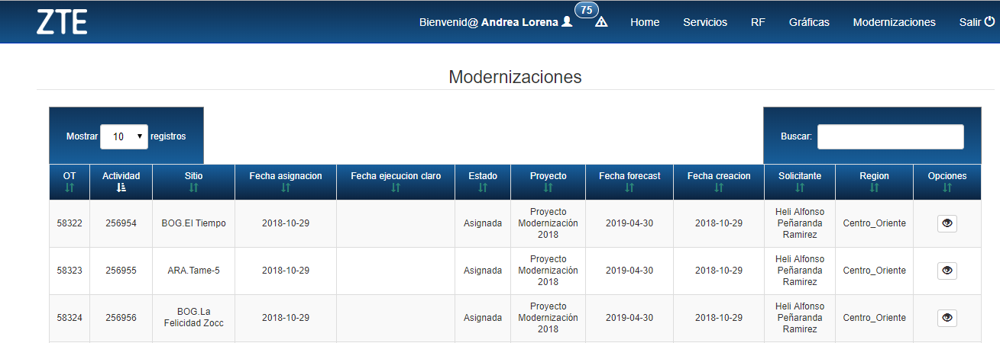 ZTE
75
Bienvenid@ Andrea Lorena Home Servicios RF Gráficas Modernizaciones Salir
Modernizaciones
Mostrar 10 registros Buscar:
OT Actividad Sitio Fecha asignacion Fecha ejecucion claro Estado Proyecto Fecha forecast Fecha creacion Solicitante Region Opciones
58322 256954 BOG.El Tiempo 2018-10-29 Asignada Proyecto Modernización 2018 2019-04-30 2018-10-29 Heli Alfonso Peñaranda Ramirez Centro_Oriente
58323 256955 ARA.Tame-5 2018-10-29 Asignada Proyecto Modernización 2018 2019-04-30 2018-10-29 Heli Alfonso Peñaranda Ramirez Centro_Oriente
58324 256956 BOG.La Felicidad Zocc 2018-10-29 Asignada Proyecto Modernización 2018 2019-04-30 2018-10-29 Heli Alfonso Peñaranda Ramirez Centro_Oriente